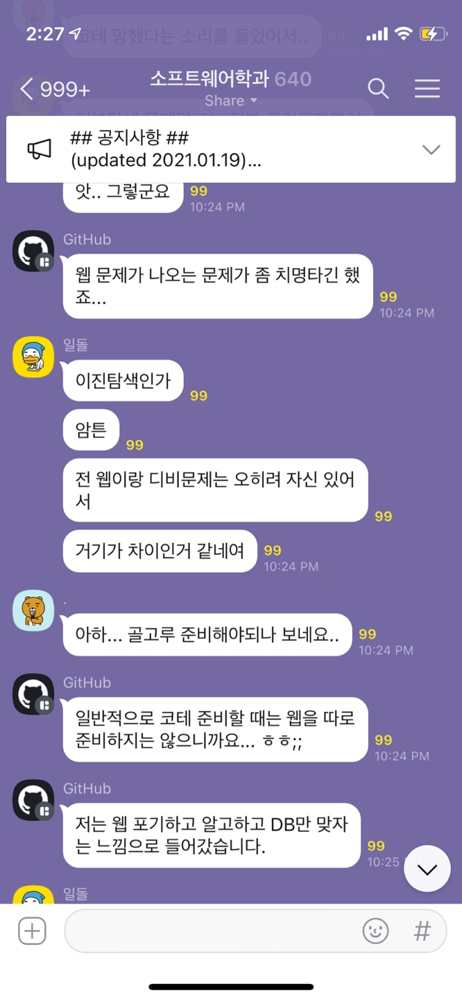 2:27
코테 망했다는 소리를 들었어서..
99
10:24 PM
999+
소프트웨어학과 640
Share
## 공지사항 ##
(updated 2021.01.19)...
앗.. 그렇군요
99
10:24 PM
GitHub
웹 문제가 나오는 문제가 좀 치명타긴 했
죠...
99
10:24 PM
일돌
이진탐색인가
99
암튼
99
전 웹이랑 디비문제는 오히려 자신 있어
서
99
거기가 차이인거 같네여
99
10:24 PM
.
아하... 골고루 준비해야되나 보네요..
99
10:24 PM
GitHub
일반적으로 코테 준비할 때는 웹을 따로
준비하지는 않으니까요... ㅎㅎ;;
99
10:24 PM
GitHub
저는 웹 포기하고 알고하고 DB만 맞자
는 느낌으로 들어갔습니다.
99
10:25
일돌
#